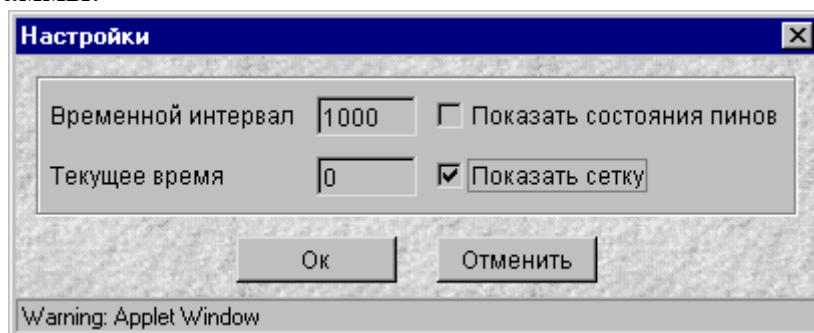 Настройки
Временной интервал 1000 Показать состояния пинов
Текущее время 0 Показать сетку
Ок Отменить
Warning: Applet Window